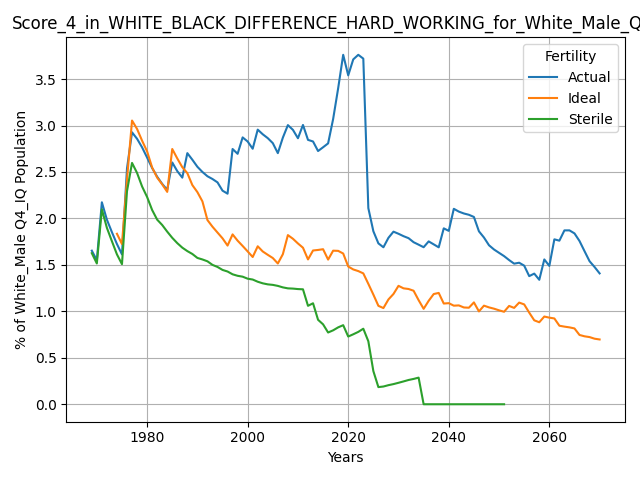 Score_4_in_WHITE_BLACK_DIFFERENCE_HARD_WORKING_for_White_Male_Q
Fertility
Actual
Ideal
Sterile
% of White_Male Q4_IQ Population
3.5
3.0
2.5
2.0
1.5
1.0
0.5
0.0
1980 2000 2020 2040 2060
Years